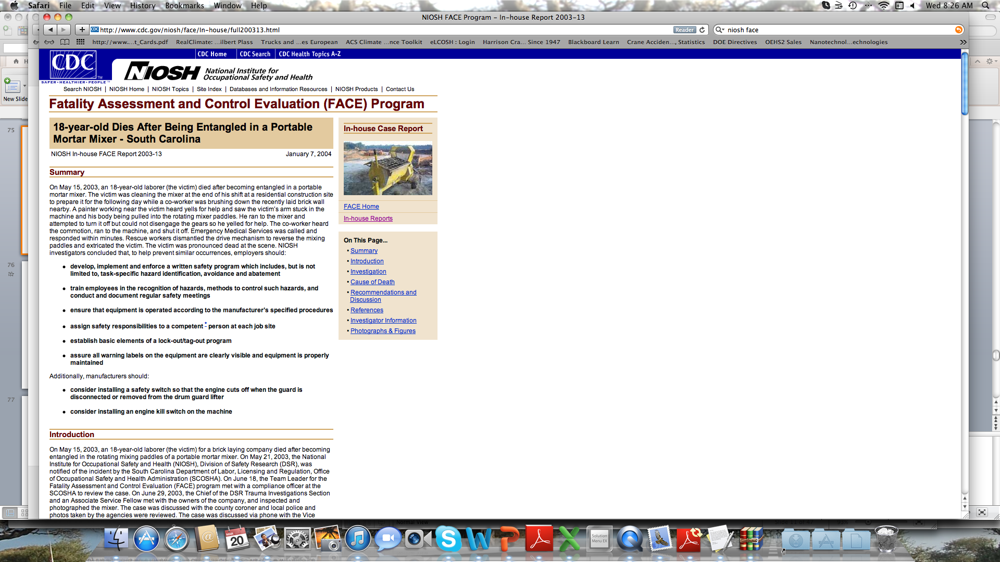 Safari File Edit View History Bookmarks Window Help
Wed 8:26 AM
NIOSH FACE Program – In-house Report 2003-13
CDC http://www.cdc.gov/niosh/face/In-house/full200313.html
Reader
niosh face
http://www.…t_Cards.pdf RealClimate: …ilbert Plass Trucks and …es European ACS Climate …nce Toolkit eLCOSH : Login Harrison Cra… Since 1947 Blackboard Learn Crane Acciden…, Statistics DOE Directives OEHS2 Sales Nanotechnol…echnologies
CDC Home CDC Search CDC Health Topics A-Z
CDC
TM
SAFER • HEALTHIER • PEOPLE™
NIOSH National Institute for
Occupational Safety and Health
Search NIOSH | NIOSH Home | NIOSH Topics | Site Index | Databases and Information Resources | NIOSH Products | Contact Us
New Slide
Fatality Assessment and Control Evaluation (FACE) Program
75
18-year-old Dies After Being Entangled in a Portable
Mortar Mixer - South Carolina
NIOSH In-house FACE Report 2003-13
January 7, 2004
Summary
On May 15, 2003, an 18-year-old laborer (the victim) died after becoming entangled in a portable
mortar mixer. The victim was cleaning the mixer at the end of his shift at a residential construction site
to prepare it for the following day while a co-worker was brushing down the recently laid brick wall
nearby. A painter working near the victim heard yells for help and saw the victim's arm stuck in the
machine and his body being pulled into the rotating mixer paddles. He ran to the mixer and
attempted to turn it off but could not disengage the gears so he yelled for help. The co-worker heard
the commotion, ran to the machine, and shut it off. Emergency Medical Services was called and
responded within minutes. Rescue workers dismantled the drive mechanism to reverse the mixing
paddles and extricated the victim. The victim was pronounced dead at the scene. NIOSH
investigators concluded that, to help prevent similar occurrences, employers should:
• develop, implement and enforce a written safety program which includes, but is not
limited to, task-specific hazard identification, avoidance and abatement
• train employees in the recognition of hazards, methods to control such hazards, and
conduct and document regular safety meetings
• ensure that equipment is operated according to the manufacturer's specified procedures
• assign safety responsibilities to a competent * person at each job site
• establish basic elements of a lock-out/tag-out program
• assure all warning labels on the equipment are clearly visible and equipment is properly
maintained
Additionally, manufacturers should:
• consider installing a safety switch so that the engine cuts off when the guard is
disconnected or removed from the drum guard lifter
• consider installing an engine kill switch on the machine
Introduction
On May 15, 2003, an 18-year-old laborer (the victim) for a brick laying company died after becoming
entangled in the rotating mixing paddles of a portable mortar mixer. On May 21, 2003, the National
Institute for Occupational Safety and Health (NIOSH), Division of Safety Research (DSR), was
notified of the incident by the South Carolina Department of Labor, Licensing and Regulation, Office
of Occupational Safety and Health Administration (SCOSHA). On June 18, the Team Leader for the
Fatality Assessment and Control Evaluation (FACE) program met with a compliance officer at the
SCOSHA to review the case. On June 29, 2003, the Chief of the DSR Trauma Investigations Section
and an Associate Service Fellow met with the owners of the company, and inspected and
photographed the mixer. The case was discussed with the county coroner and local police and
photos taken by the agencies were reviewed. The case was discussed via phone with the Vice
In-house Case Report
FACE Home
In-house Reports
On This Page...
• Summary
• Introduction
• Investigation
• Cause of Death
• Recommendations and
Discussion
• References
• Investigator Information
• Photographs & Figures
76
77
Normal View
MAR
20
Solution
Menu EX